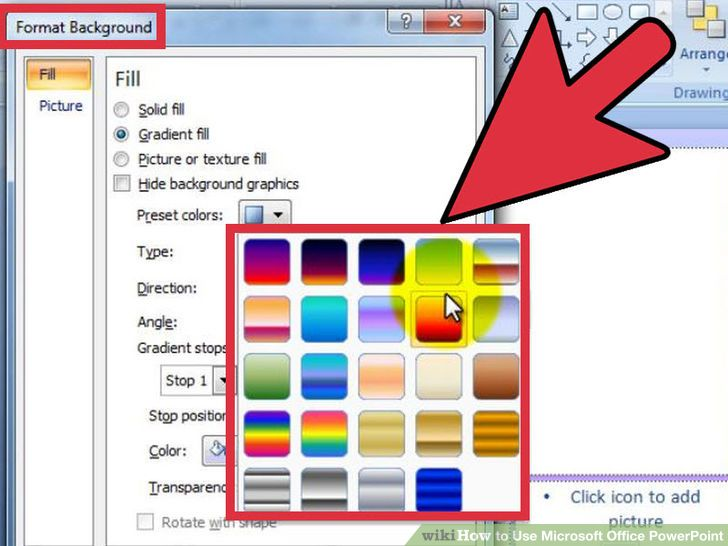 Format Background
Fill
Picture
Fill
Solid fill
Gradient fill
Picture or texture fill
Hide background graphics
Preset colors:
Type:
Direction:
Angle:
Gradient stops
Stop 1
Stop position
Color:
Transparenc
Rotate with shape
Arrange
Drawing
• Click icon to add
picture
wikiHow to Use Microsoft Office PowerPoint